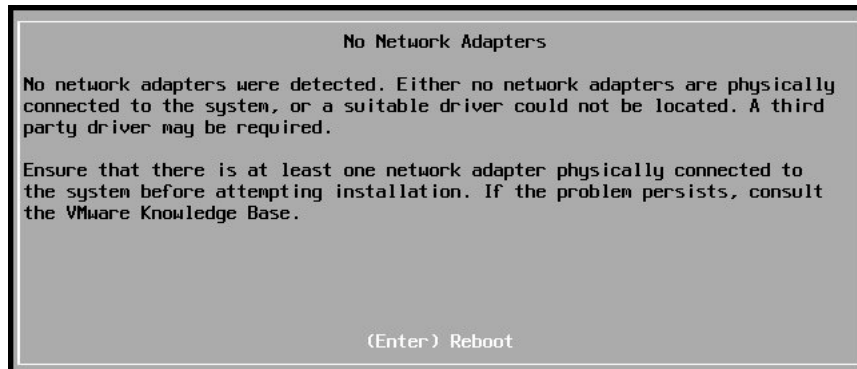 No Network Adapters
No network adapters were detected. Either no network adapters are physically
connected to the system, or a suitable driver could not be located. A third
party driver may be required.
Ensure that there is at least one network adapter physically connected to
the system before attempting installation. If the problem persists, consult
the VMware Knowledge Base.
(Enter) Reboot